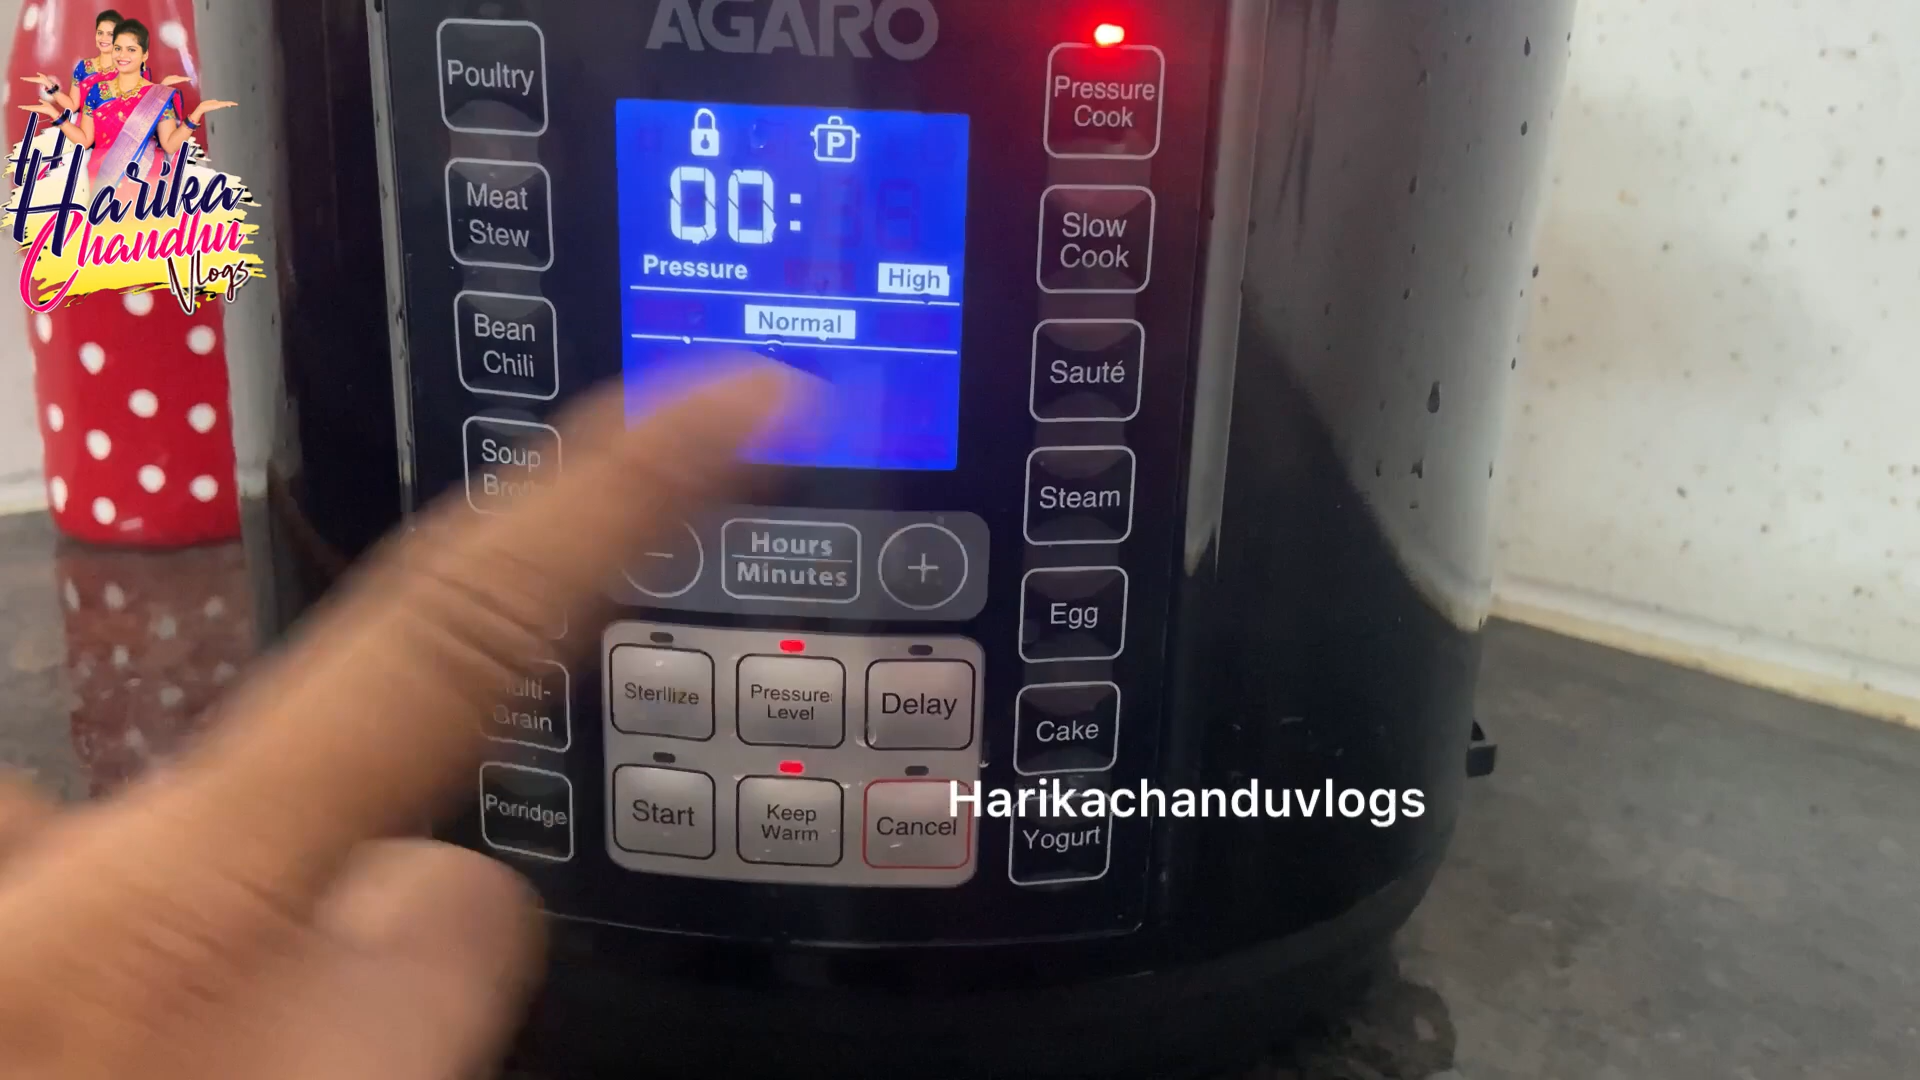 AGARO
Harika
Chandhu
Vlogs
Poultry
Meat
Stew
Bean
Chili
Soup
Grain
Porridge
00:
Pressure
High
Normal
P
-
Hours
Minutes
+
Sterilize
Pressure
Level
Delay
Start
Keep
Warm
Cancel
Pressure
Cook
Slow
Cook
Sauté
Steam
Egg
Cake
Yogurt
Harikachanduvlogs